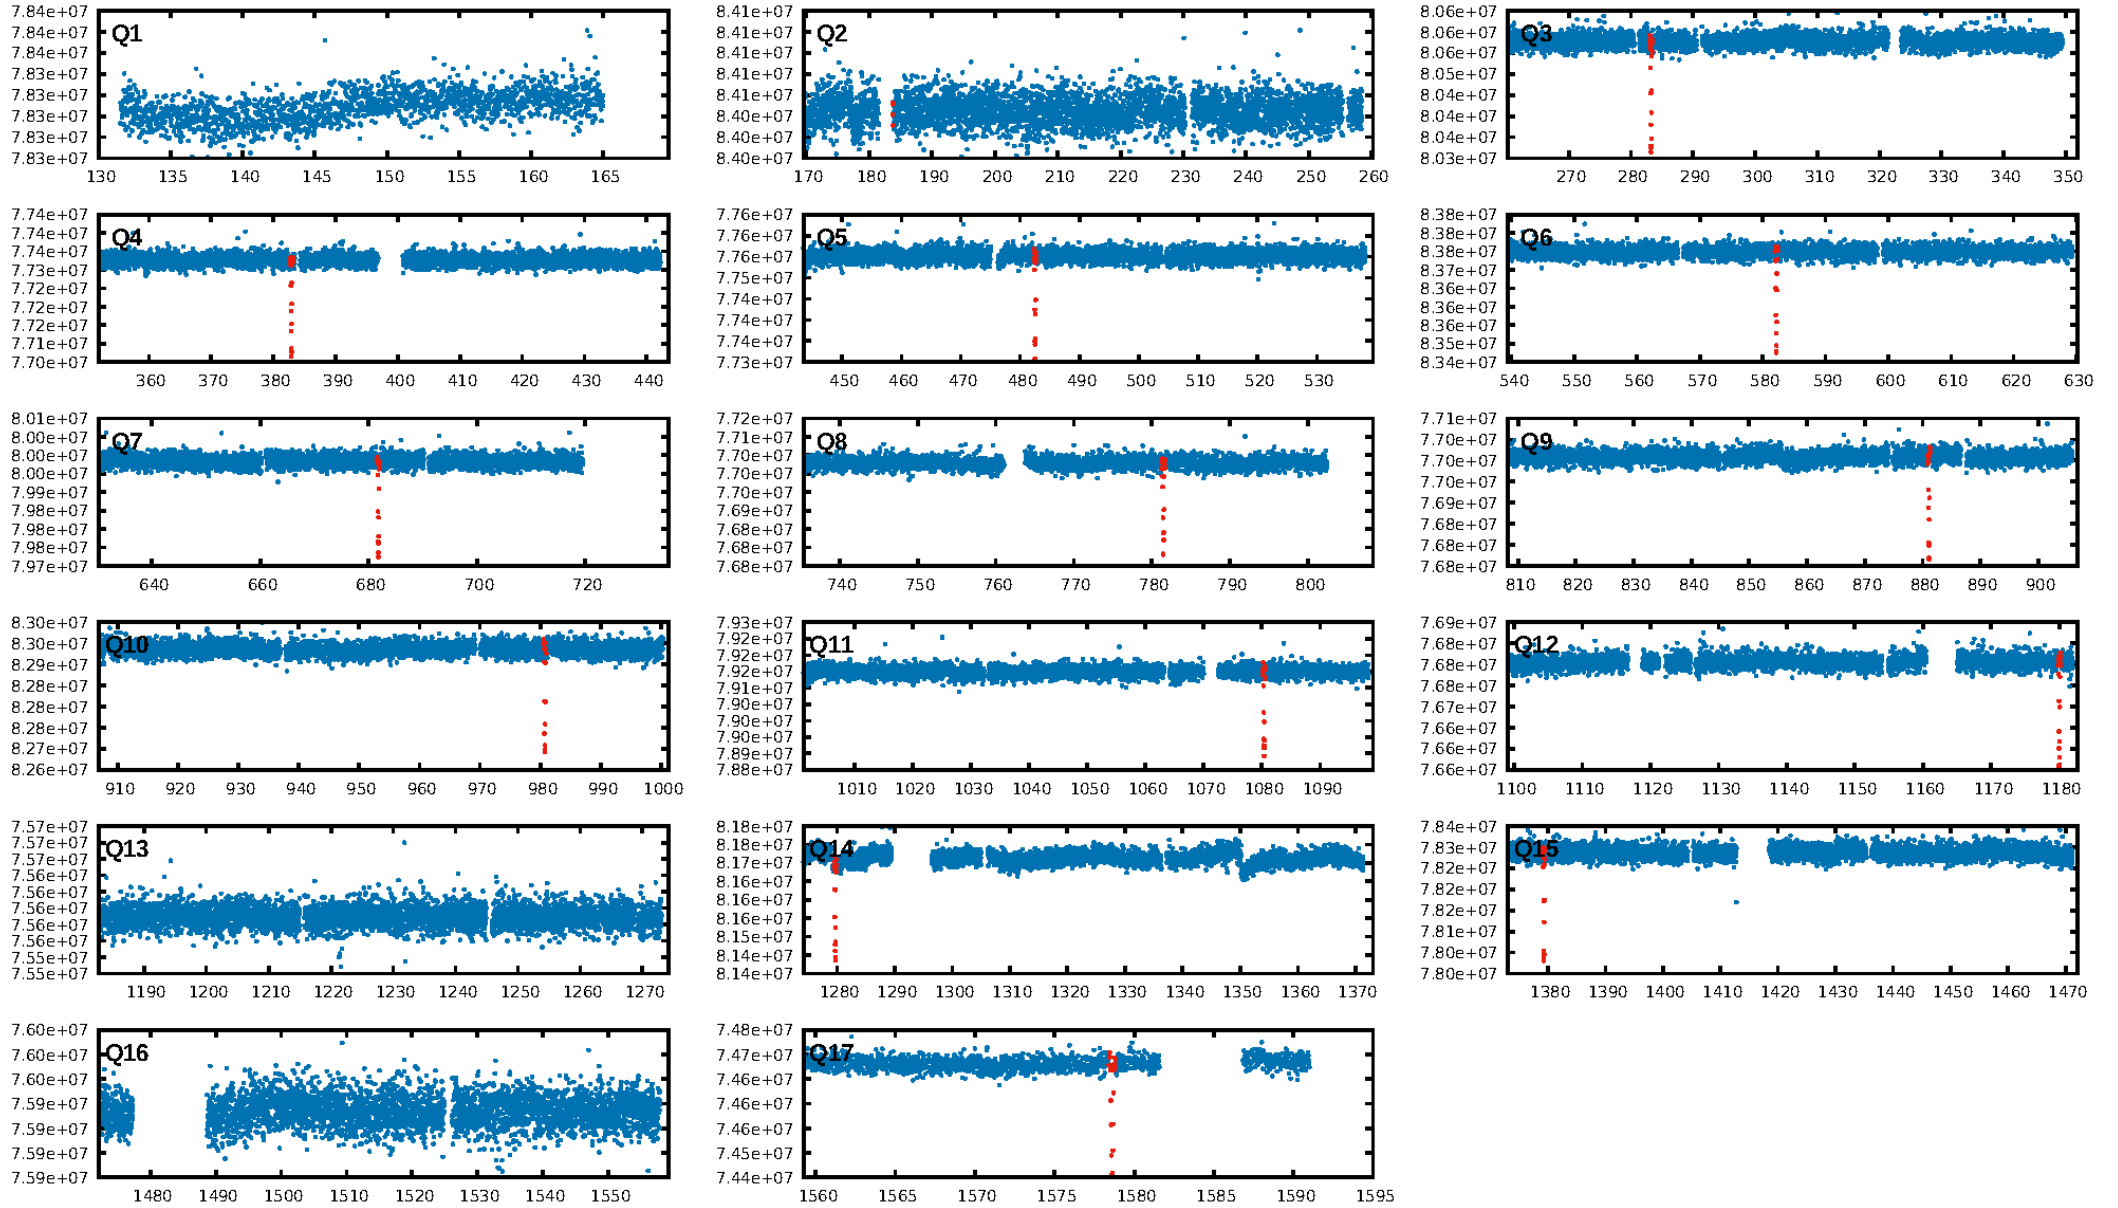 7.84e+07
7.84e+07
7.84e+07
7.83e+07
7.83e+07
7.83e+07
7.83e+07
7.83e+07
Q1
130 135 140 145 150 155 160 165
8.41e+07
8.41e+07
8.41e+07
8.41e+07
8.41e+07
8.40e+07
8.40e+07
8.40e+07
Q2
170 180 190 200 210 220 230 240 250 260
8.06e+07
8.06e+07
8.06e+07
8.05e+07
8.04e+07
8.04e+07
8.04e+07
8.03e+07
Q3
270 280 290 300 310 320 330 340 350
7.74e+07
7.74e+07
7.74e+07
7.73e+07
7.72e+07
7.72e+07
7.72e+07
7.71e+07
7.70e+07
Q4
360 370 380 390 400 410 420 430 440
7.76e+07
7.76e+07
7.76e+07
7.75e+07
7.74e+07
7.74e+07
7.74e+07
7.73e+07
Q5
450 460 470 480 490 500 510 520 530
8.38e+07
8.38e+07
8.38e+07
8.37e+07
8.36e+07
8.36e+07
8.36e+07
8.35e+07
8.34e+07
Q6
540 550 560 570 580 590 600 610 620 630
8.01e+07
8.00e+07
8.00e+07
8.00e+07
7.99e+07
7.98e+07
7.98e+07
7.98e+07
7.97e+07
Q7
640 660 680 700 720
7.72e+07
7.71e+07
7.70e+07
7.70e+07
7.70e+07
7.69e+07
7.68e+07
7.68e+07
7.68e+07
Q8
740 750 760 770 780 790 800
7.71e+07
7.70e+07
7.70e+07
7.70e+07
7.69e+07
7.68e+07
7.68e+07
7.68e+07
Q9
810 820 830 840 850 860 870 880 890 900
8.30e+07
8.30e+07
8.29e+07
8.28e+07
8.28e+07
8.28e+07
8.27e+07
8.26e+07
Q10
910 920 930 940 950 960 970 980 990 1000
7.93e+07
7.92e+07
7.92e+07
7.92e+07
7.91e+07
7.90e+07
7.90e+07
7.90e+07
7.89e+07
7.88e+07
Q11
1010 1020 1030 1040 1050 1060 1070 1080 1090
7.69e+07
7.68e+07
7.68e+07
7.68e+07
7.66e+07
7.66e+07
7.66e+07
7.66e+07
Q12
1100 1110 1120 1130 1140 1150 1160 1170 1180
7.57e+07
7.57e+07
7.57e+07
7.56e+07
7.56e+07
7.56e+07
7.56e+07
7.56e+07
7.55e+07
7.55e+07
Q13
1190 1200 1210 1220 1230 1240 1250 1260 1270
8.18e+07
8.18e+07
8.17e+07
8.16e+07
8.16e+07
8.15e+07
8.14e+07
8.14e+07
Q14
1280 1290 1300 1310 1320 1330 1340 1350 1360 1370
7.84e+07
7.83e+07
7.82e+07
7.82e+07
7.82e+07
7.80e+07
7.80e+07
Q15
1380 1390 1400 1410 1420 1430 1440 1450 1460 1470
7.60e+07
7.60e+07
7.60e+07
7.59e+07
7.59e+07
7.59e+07
7.59e+07
Q16
1480 1490 1500 1510 1520 1530 1540 1550
7.48e+07
7.47e+07
7.46e+07
7.46e+07
7.46e+07
7.44e+07
7.44e+07
Q17
1560 1565 1570 1575 1580 1585 1590 1595